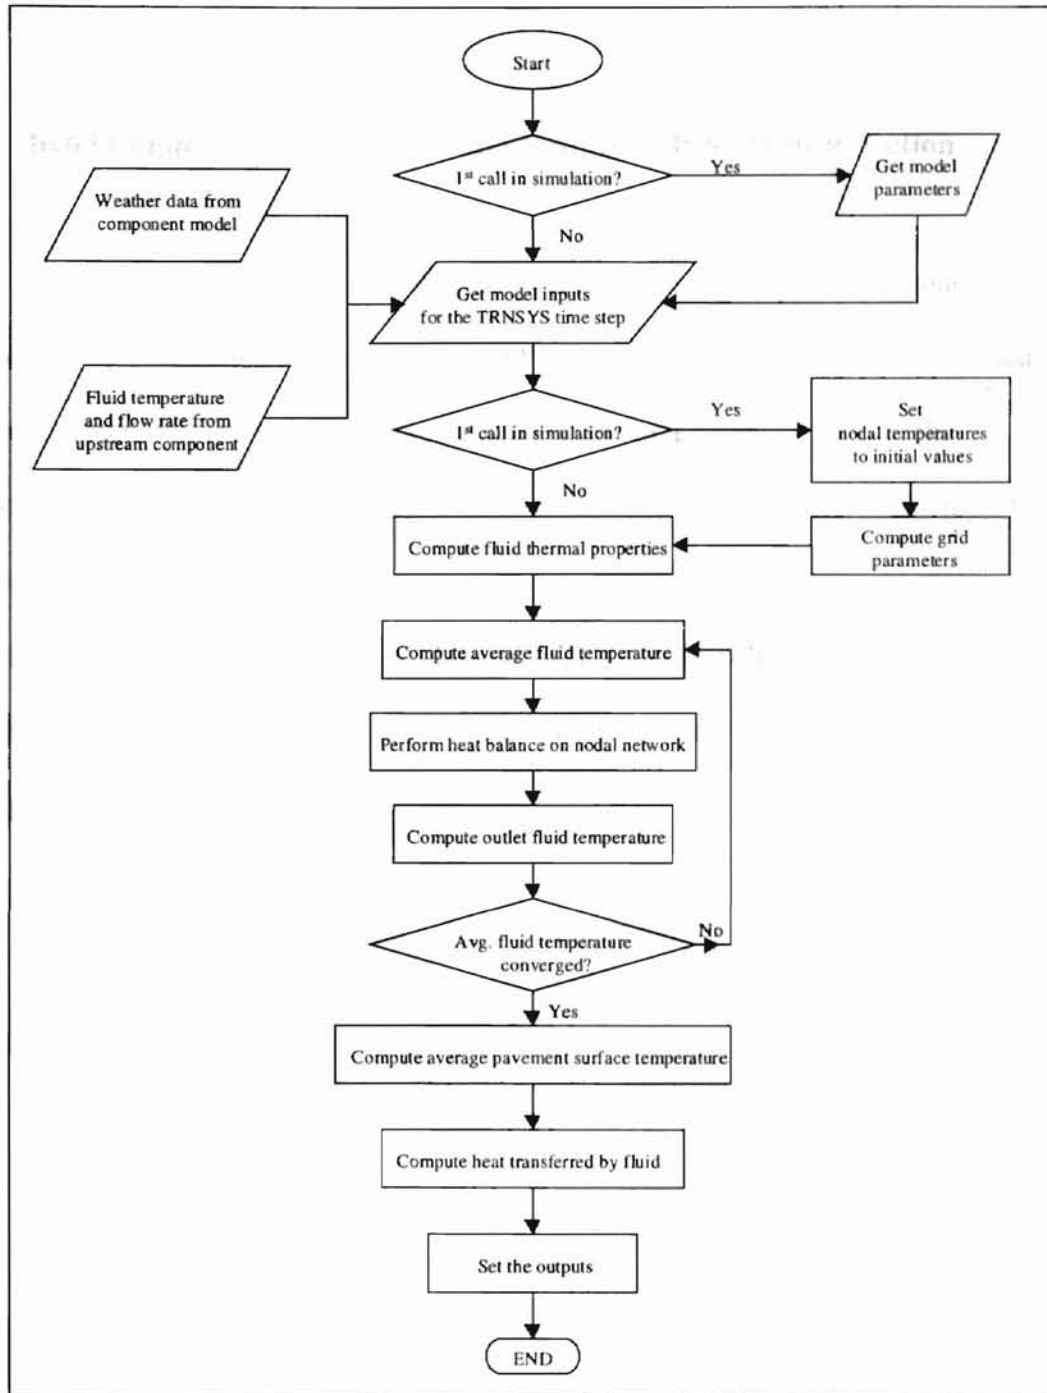 Start
1st call in simulation?
Yes
Get model
parameters
Weather data from
component model
No
Get model inputs
for the TRNSYS time step
Fluid temperature
and flow rate from
upstream component
1st call in simulation?
Yes
Set
nodal temperatures
to initial values
No
Compute fluid thermal properties
Compute grid
parameters
Compute average fluid temperature
Perform heat balance on nodal network
Compute outlet fluid temperature
Avg. fluid temperature
converged?
No
Yes
Compute average pavement surface temperature
Compute heat transferred by fluid
Set the outputs
END